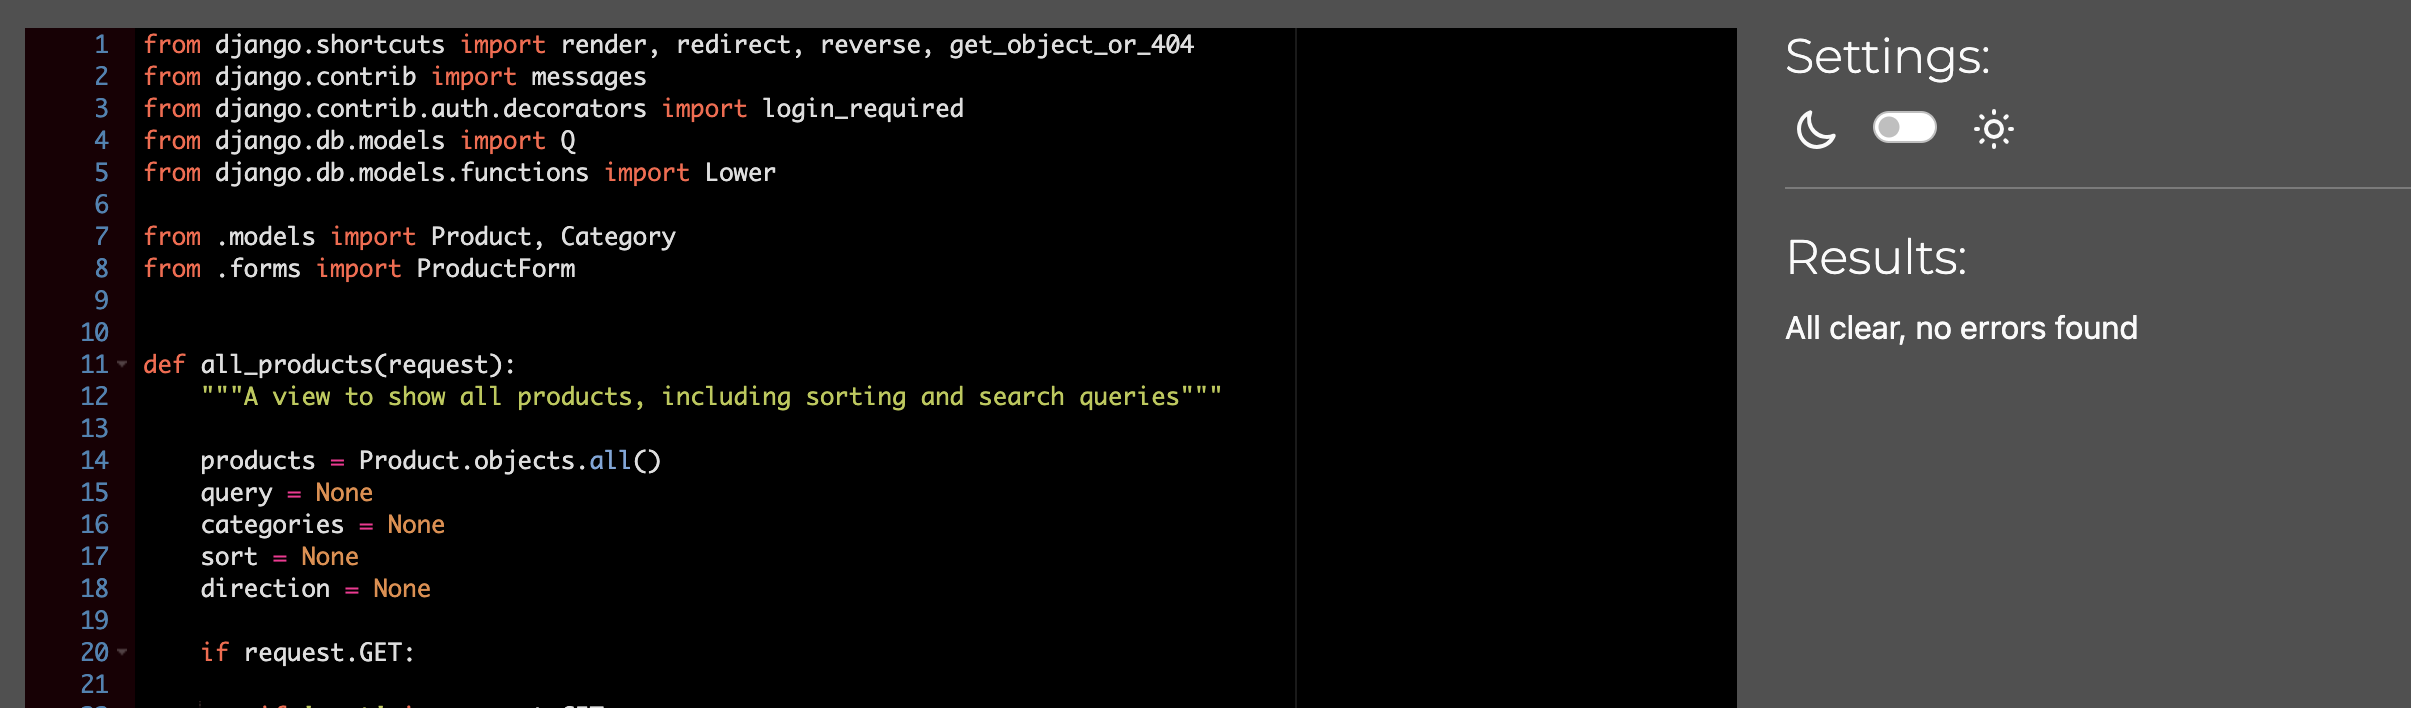 1 from django.shortcuts import render, redirect, reverse, get_object_or_404
2 from django.contrib import messages
3 from django.contrib.auth.decorators import login_required
4 from django.db.models import Q
5 from django.db.models.functions import Lower
6
7 from .models import Product, Category
8 from .forms import ProductForm
9
10
11 def all_products(request):
12     """A view to show all products, including sorting and search queries"""
13
14     products = Product.objects.all()
15     query = None
16     categories = None
17     sort = None
18     direction = None
19
20     if request.GET:
21
Settings:
Results:
All clear, no errors found